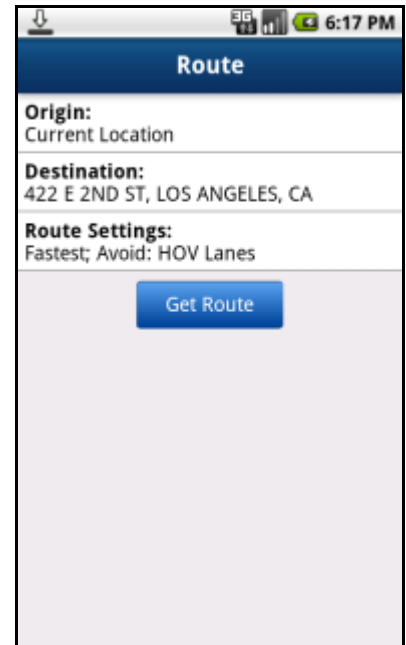 3G
6:17 PM
Route
Origin:
Current Location
Destination:
422 E 2ND ST, LOS ANGELES, CA
Route Settings:
Fastest; Avoid: HOV Lanes
Get Route